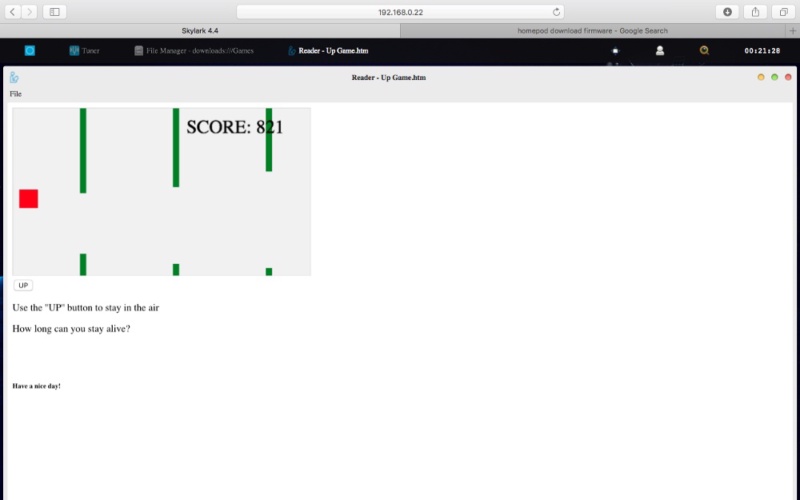 192.168.0.22
Skylark 4.4
homepod download firmware - Google Search
Tuner
File Manager - downloads:///Games
Reader - Up Game.htm
00:21:28
Reader - Up Game.htm
File
SCORE: 821
UP
Use the "UP" button to stay in the air
How long can you stay alive?
Have a nice day!